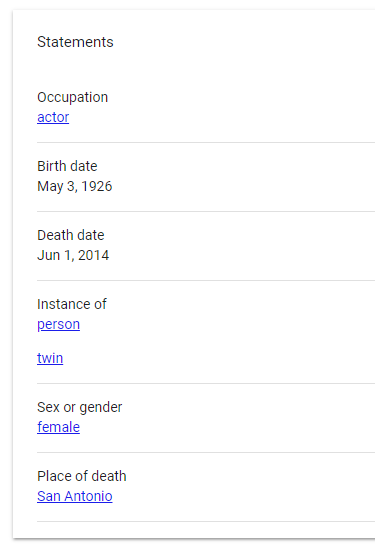 Statements
Occupation
actor
Birth date
May 3, 1926
Death date
Jun 1, 2014
Instance of
person
twin
Sex or gender
female
Place of death
San Antonio